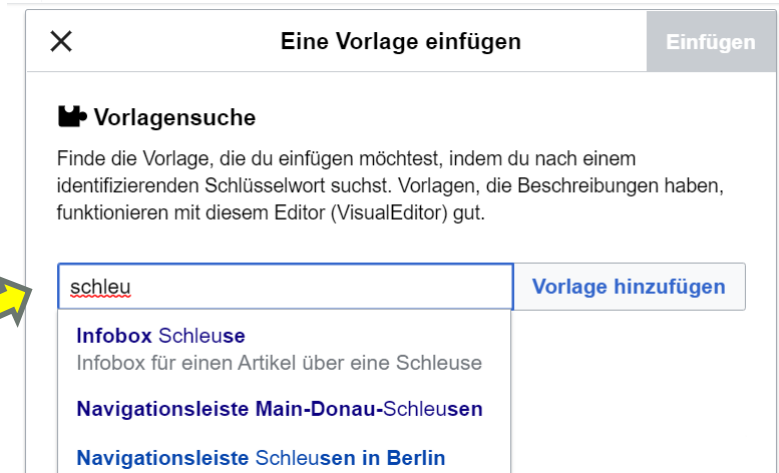 Eine Vorlage einfügen
Einfügen
Vorlagensuche
Finde die Vorlage, die du einfügen möchtest, indem du nach einem
identifizierenden Schlüsselwort suchst. Vorlagen, die Beschreibungen haben,
funktionieren mit diesem Editor (VisualEditor) gut.
schleu
Vorlage hinzufügen
Infobox Schleuse
Infobox für einen Artikel über eine Schleuse
Navigationsleiste Main-Donau-Schleusen
Navigationsleiste Schleusen in Berlin